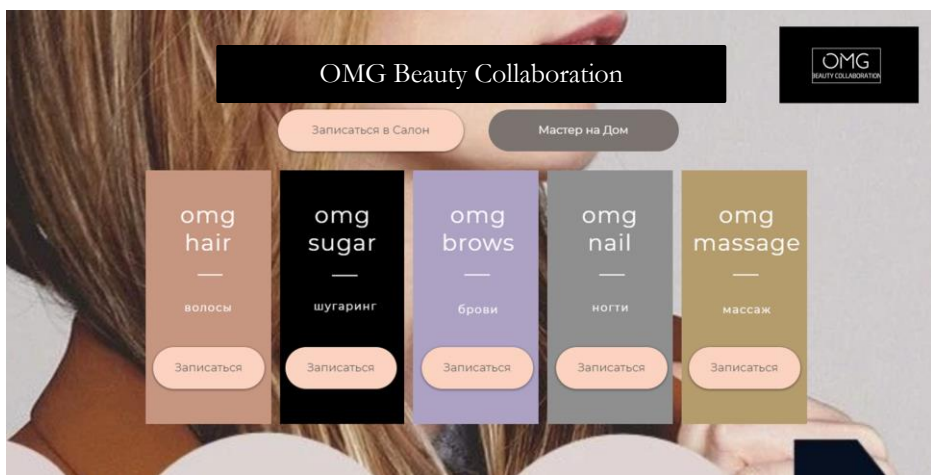 OMG Beauty Collaboration
OMG
BEAUTY COLLABORATION
Записаться в Салон
Мастер на Дом
omg
hair
волосы
Записаться
omg
sugar
шугаринг
Записаться
omg
brows
брови
Записаться
omg
nail
ногти
Записаться
omg
massage
массаж
Записаться